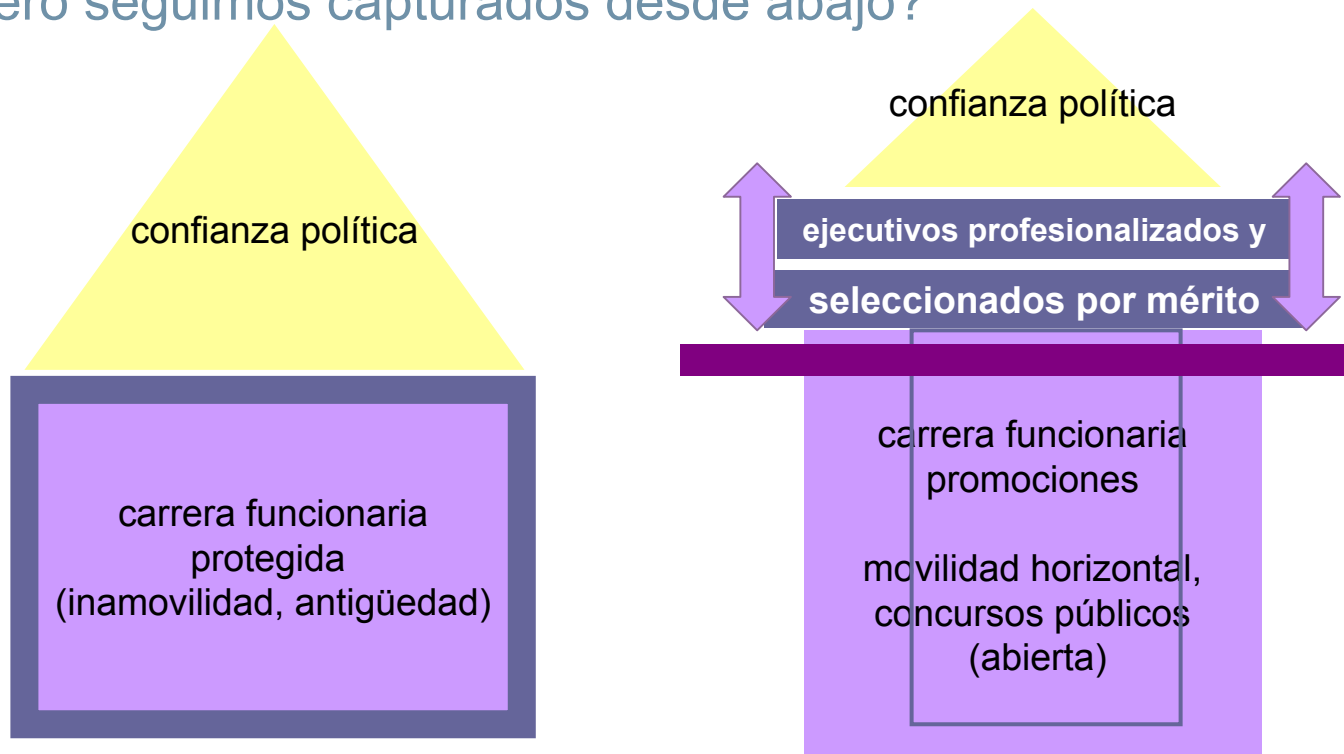 ero seguimos capturados desde abajo?
confianza política
carrera funcionaria
protegida
(inamovilidad, antigüedad)
confianza política
ejecutivos profesionalizados y
seleccionados por mérito
carrera funcionaria
promociones
movilidad horizontal,
concursos públicos
(abierta)